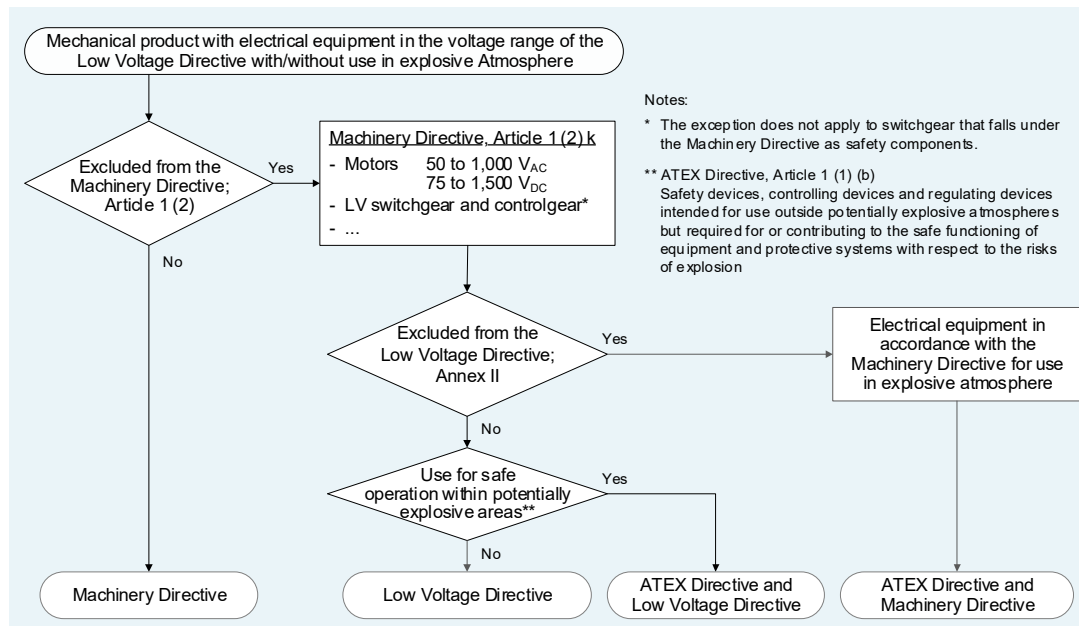 Mechanical product with electrical equipment in the voltage range of the
Low Voltage Directive with/without use in explosive Atmosphere
Notes:
* The exception does not apply to switchgear that falls under
the Machinery Directive as safety components.
** ATEX Directive, Article 1 (1) (b)
Safety devices, controlling devices and regulating devices
intended for use outside potentially explosive atmospheres
but required for or contributing to the safe functioning of
equipment and protective systems with respect to the risks
of explosion
Excluded from the
Machinery Directive;
Article 1 (2)
Yes
No
Machinery Directive, Article 1 (2) k
- Motors 50 to 1,000 VAC
75 to 1,500 VDC
- LV switchgear and controlgear*
- ...
Excluded from the
Low Voltage Directive;
Annex II
Yes
No
Electrical equipment in
accordance with the
Machinery Directive for use
in explosive atmosphere
Use for safe
operation within potentially
explosive areas**
Yes
No
Machinery Directive
Low Voltage Directive
ATEX Directive and
Low Voltage Directive
ATEX Directive and
Machinery Directive